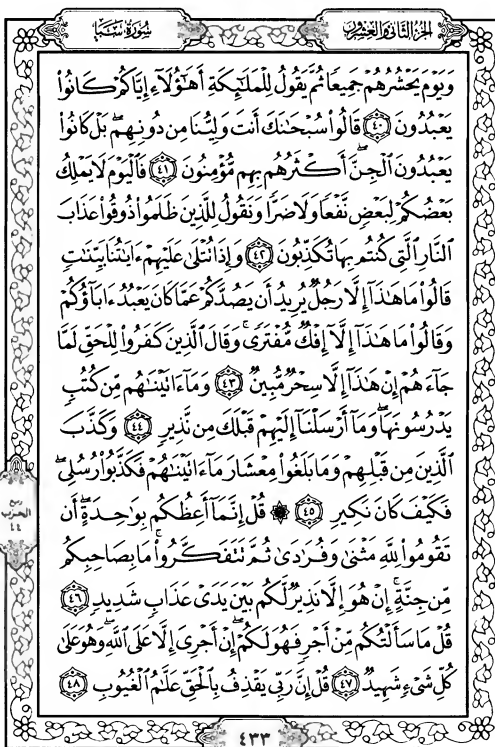 سُورَةُ سَبَإٍ
الجزء الثاني والعشرون
وَيَوْمَ يَحْشُرُهُمْ جَمِيعًا ثُمَّ يَقُولُ لِلْمَلَٰٓئِكَةِ أَهَٰٓؤُلَآءِ إِيَّاكُمْ كَانُوا۟
يَعْبُدُونَ ٤٠ قَالُوا۟ سُبْحَٰنَكَ أَنتَ وَلِيُّنَا مِن دُونِهِم ۖ بَلْ كَانُوا۟
يَعْبُدُونَ ٱلْجِنَّ ۖ أَكْثَرُهُم بِهِم مُّؤْمِنُونَ ٤١ فَٱلْيَوْمَ لَا يَمْلِكُ
بَعْضُكُمْ لِبَعْضٍ نَّفْعًا وَلَا ضَرًّا وَنَقُولُ لِلَّذِينَ ظَلَمُوا۟ ذُوقُوا۟ عَذَابَ
ٱلنَّارِ ٱلَّتِى كُنتُم بِهَا تُكَذِّبُونَ ٤٢ وَإِذَا تُتْلَىٰ عَلَيْهِمْ ءَايَٰتُنَا بَيِّنَٰتٍ
قَالُوا۟ مَا هَٰذَآ إِلَّا رَجُلٌ يُرِيدُ أَن يَصُدَّكُمْ عَمَّا كَانَ يَعْبُدُ ءَابَآؤُكُمْ
وَقَالُوا۟ مَا هَٰذَآ إِلَّآ إِفْكٌ مُّفْتَرًى ۚ وَقَالَ ٱلَّذِينَ كَفَرُوا۟ لِلْحَقِّ لَمَّا
جَآءَهُمْ إِنْ هَٰذَآ إِلَّا سِحْرٌ مُّبِينٌ ٤٣ وَمَآ ءَاتَيْنَٰهُم مِّن كُتُبٍ
يَدْرُسُونَهَا ۖ وَمَآ أَرْسَلْنَآ إِلَيْهِمْ قَبْلَكَ مِن نَّذِيرٍ ٤٤ وَكَذَّبَ
ٱلَّذِينَ مِن قَبْلِهِمْ وَمَا بَلَغُوا۟ مِعْشَارَ مَآ ءَاتَيْنَٰهُمْ فَكَذَّبُوا۟ رُسُلِى ۖ
فَكَيْفَ كَانَ نَكِيرِ ٤٥ ۞ قُلْ إِنَّمَآ أَعِظُكُم بِوَٰحِدَةٍ ۖ أَن
تَقُومُوا۟ لِلَّهِ مَثْنَىٰ وَفُرَٰدَىٰ ثُمَّ تَتَفَكَّرُوا۟ ۚ مَا بِصَاحِبِكُم
مِّن جِنَّةٍ ۚ إِنْ هُوَ إِلَّا نَذِيرٌ لَّكُم بَيْنَ يَدَىْ عَذَابٍ شَدِيدٍ ٤٦
قُلْ مَا سَأَلْتُكُم مِّنْ أَجْرٍ فَهُوَ لَكُمْ ۖ إِنْ أَجْرِىَ إِلَّا عَلَى ٱللَّهِ ۖ وَهُوَ عَلَىٰ
كُلِّ شَىْءٍ شَهِيدٌ ٤٧ قُلْ إِنَّ رَبِّى يَقْذِفُ بِٱلْحَقِّ عَلَّٰمُ ٱلْغُيُوبِ ٤٨
ربع
الحزب
٤٤
٤٣٣